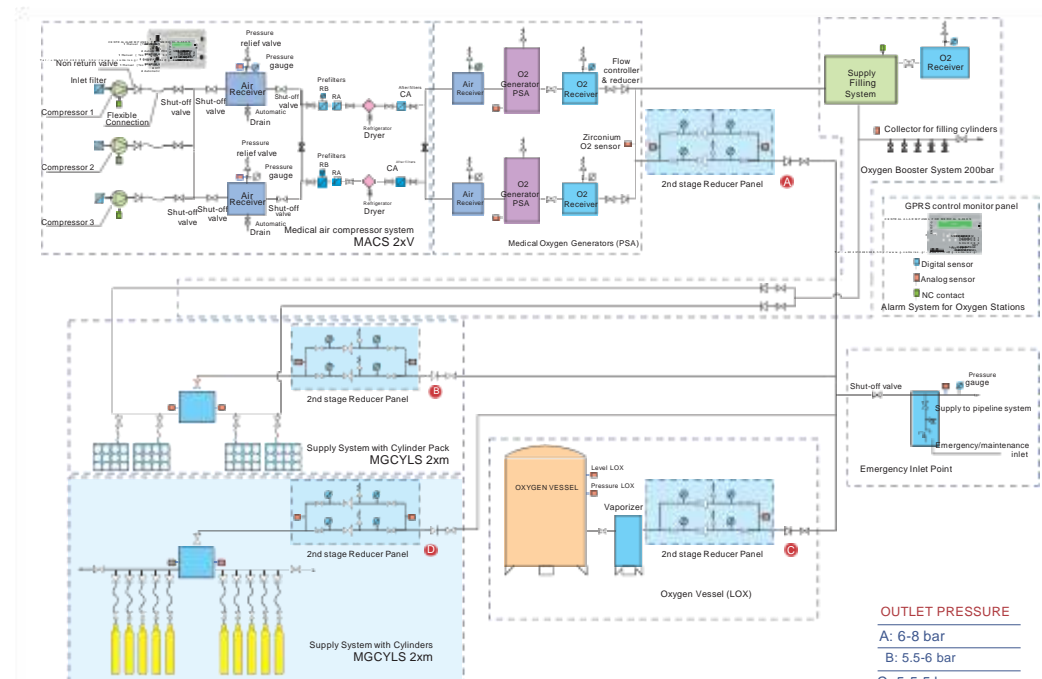 Pressure
relief valve
Pressure
gauge
Non return valve
Inlet filter
Compressor 1
Flexible
Connection
Shut-off
valve
Shut-off
valve
Air
Receiver
Shut-off
valve
Automatic
Drain
Prefilters
RB
RA
Refrigerator
Dryer
Afterfilters
CA
Compressor 2
Pressure
relief valve
Pressure
gauge
Prefilters
RB
RA
Refrigerator
Dryer
CA
Compressor 3
Shut-off
valve
Shut-off
valve
Air
Receiver
Shut-off
valve
Automatic
Drain
Medical air compressor system
MACS 2xV
Air
Receiver
O2
Generator
PSA
O2
Receiver
Flow
controller
& reducer
Zirconium
O2 sensor
Air
Receiver
O2
Generator
PSA
O2
Receiver
Medical Oxygen Generators (PSA)
2nd stage Reducer Panel
A
Supply
Filling
System
O2
Receiver
Collector for filling cylinders
Oxygen Booster System 200bar
GPRS control monitor panel
Digital sensor
Analog sensor
NC contact
Alarm System for Oxygen Stations
2nd stage Reducer Panel
B
Supply System with Cylinder Pack
MGCYLS 2xm
Shut-off valve
Pressure
gauge
Supply to pipeline system
Emergency/maintenance
inlet
Emergency Inlet Point
2nd stage Reducer Panel
D
Supply System with Cylinders
MGCYLS 2xm
OXYGEN VESSEL
Level LOX
Pressure LOX
Vaporizer
2nd stage Reducer Panel
C
Oxygen Vessel (LOX)
OUTLET PRESSURE
A: 6-8 bar
B: 5.5-6 bar